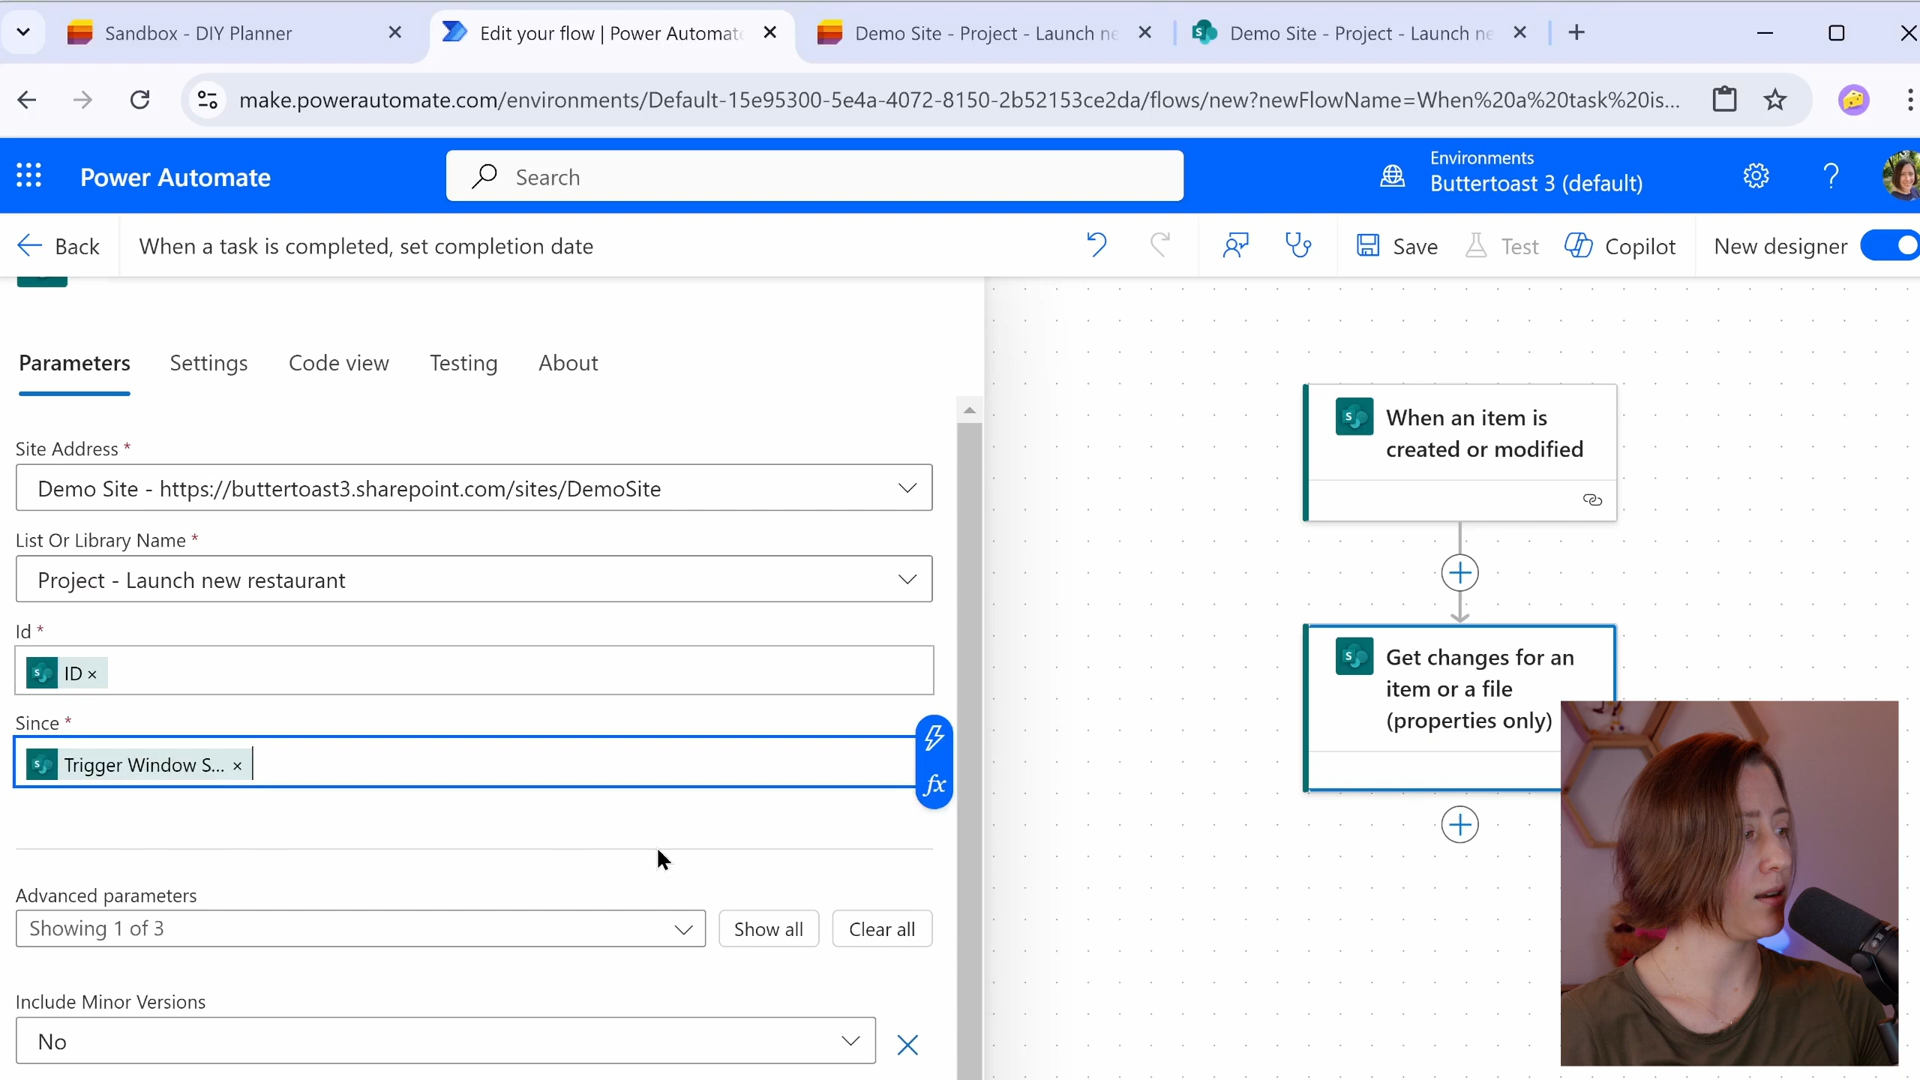 Sandbox - DIY Planner
Edit your flow | Power Automate
Demo Site - Project - Launch ne
Demo Site - Project - Launch ne
make.powerautomate.com/environments/Default-15e95300-5e4a-4072-8150-2b52153ce2da/flows/new?newFlowName=When%20a%20task%20is...
Power Automate
Search
Environments
Buttertoast 3 (default)
Back
When a task is completed, set completion date
Save
Test
Copilot
New designer
Parameters
Settings
Code view
Testing
About
Site Address *
Demo Site - https://buttertoast3.sharepoint.com/sites/DemoSite
List Or Library Name *
Project - Launch new restaurant
Id *
ID ×
Since *
Trigger Window S... ×
fx
Advanced parameters
Showing 1 of 3
Show all
Clear all
Include Minor Versions
No
When an item is
created or modified
Get changes for an
item or a file
(properties only)